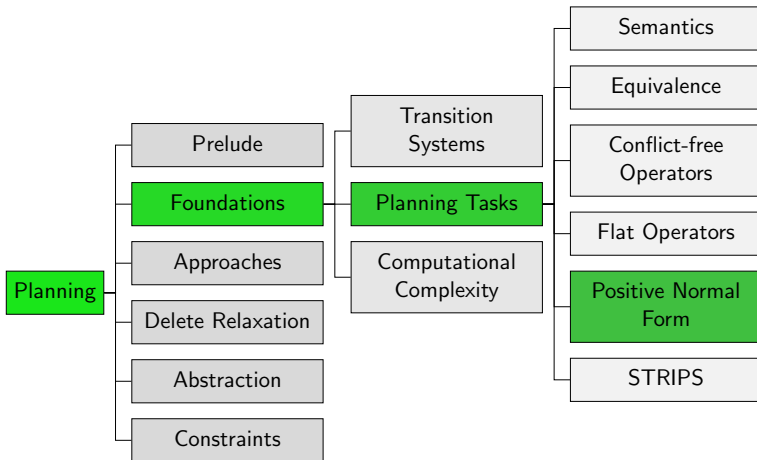 Planning
Prelude
Foundations
Approaches
Delete Relaxation
Abstraction
Constraints
Transition
Systems
Planning Tasks
Computational
Complexity
Semantics
Equivalence
Conflict-free
Operators
Flat Operators
Positive Normal
Form
STRIPS